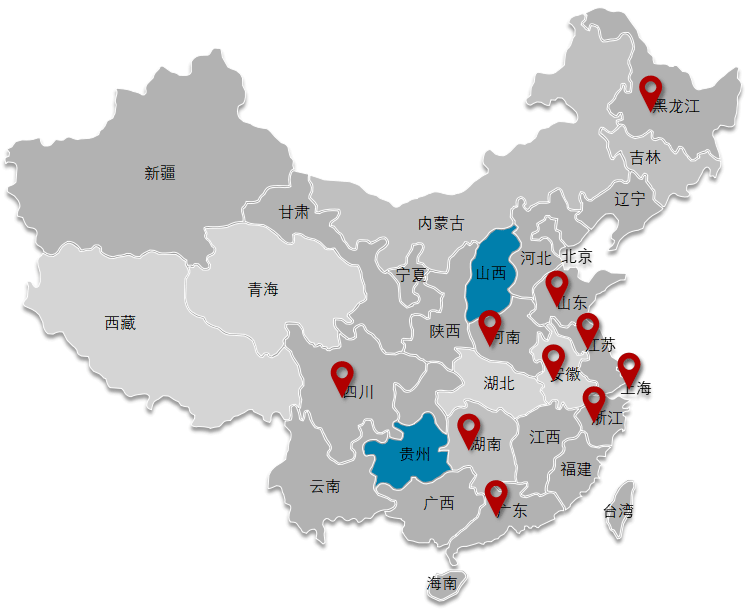 黑龙江
吉林
新疆
辽宁
甘肃
内蒙古
北京
河北
山西
宁夏
青海
山东
西藏
陕西
河南
江苏
安徽
湖北
上海
四川
浙江
江西
湖南
贵州
福建
云南
广西
广东
台湾
海南